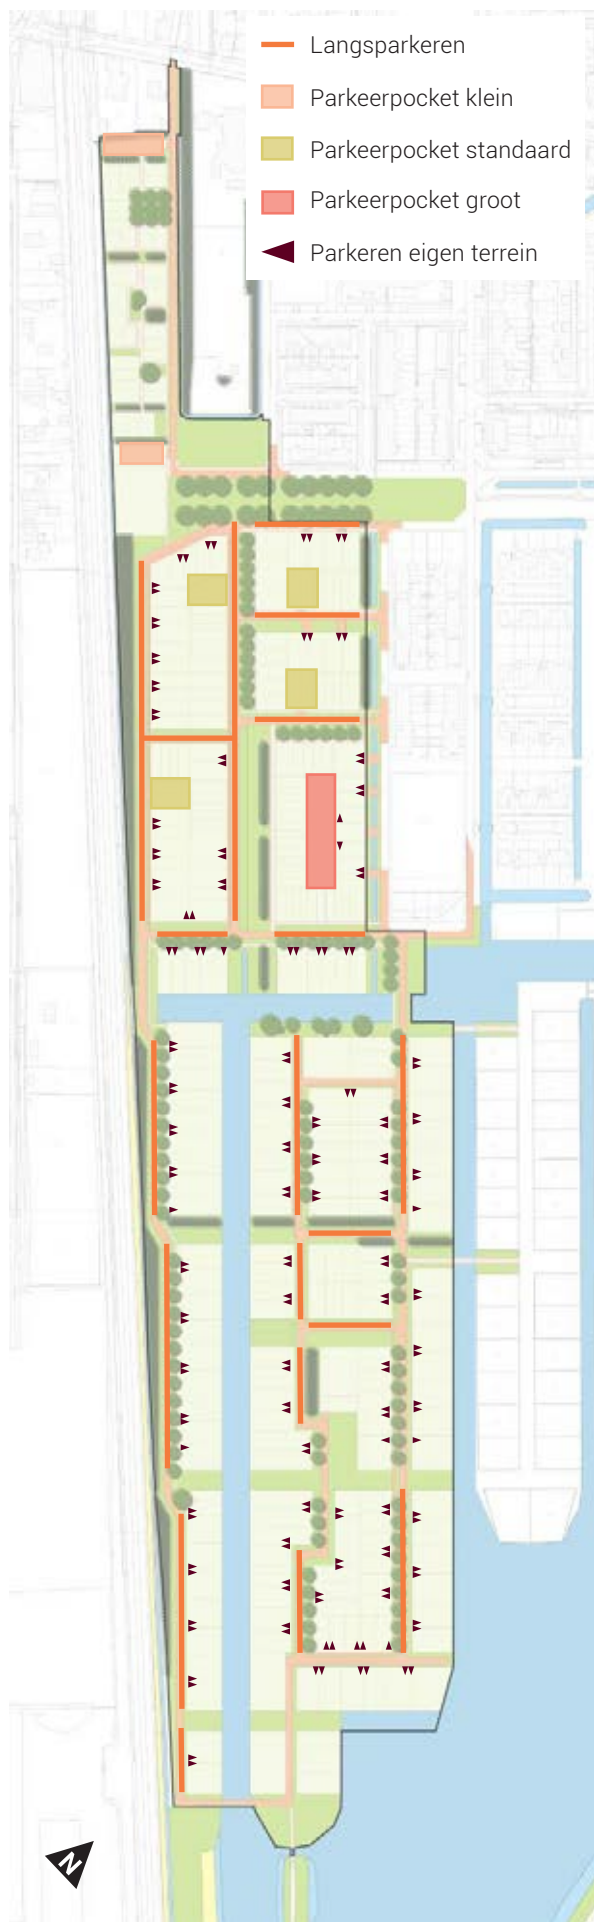 Langsparkeren
Parkeerpocket klein
Parkeerpocket standaard
Parkeerpocket groot
Parkeren eigen terrein
N